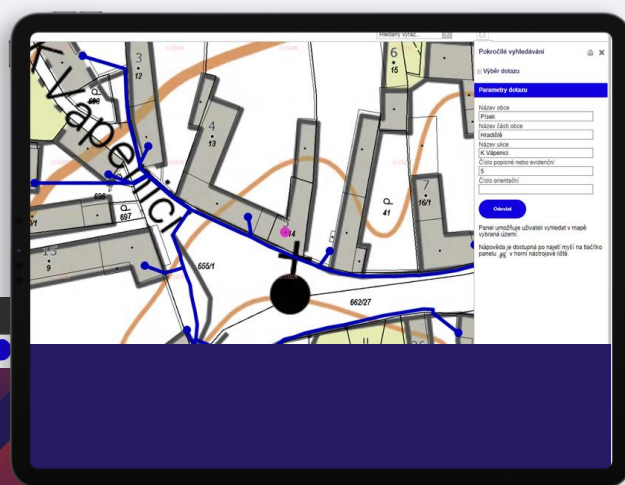 Hledaný výraz...
K Vápenici
3
12
4
13
6
15
41
7
16/1
14
696
697
15
9
655/1
662/27
Pokročilé vyhledávání
Výběr dotazu
Parametry dotazu
Název obce
Písek
Název části obce
Hradiště
Název ulice
K Vápenici
Číslo popisné nebo evidenční
5
Číslo orientační
Odeslat
Panel umožňuje uživateli vyhledat v mapě
vybraná území.
Nápověda je dostupná po najetí myší na tlačítko
panelu v horní nástrojové liště.